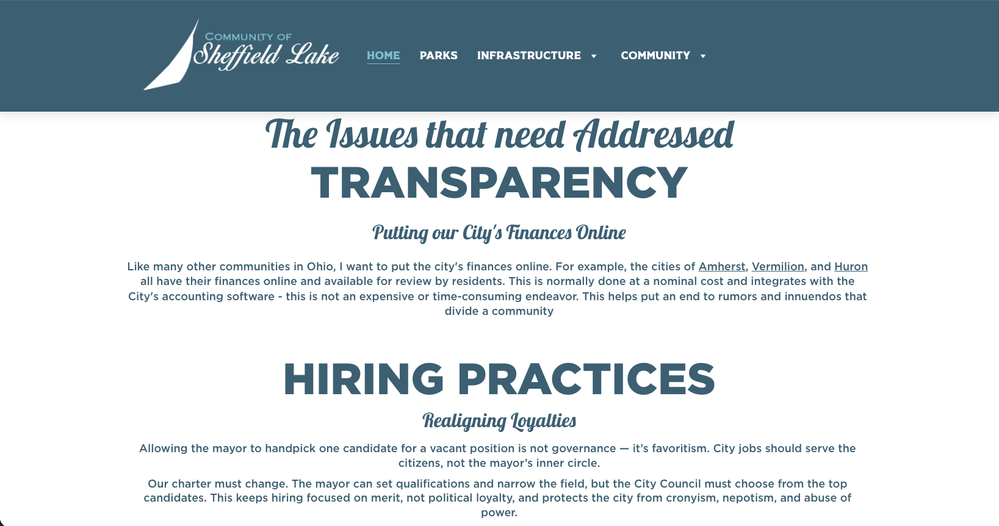 COMMUNITY OF
Sheffield Lake
HOME
PARKS
INFRASTRUCTURE
COMMUNITY
The Issues that need Addressed
TRANSPARENCY
Putting our City's Finances Online
Like many other communities in Ohio, I want to put the city's finances online. For example, the cities of Amherst, Vermilion, and Huron
all have their finances online and available for review by residents. This is normally done at a nominal cost and integrates with the
City's accounting software - this is not an expensive or time-consuming endeavor. This helps put an end to rumors and innuendos that
divide a community
HIRING PRACTICES
Realigning Loyalties
Allowing the mayor to handpick one candidate for a vacant position is not governance — it’s favoritism. City jobs should serve the
citizens, not the mayor’s inner circle.
Our charter must change. The mayor can set qualifications and narrow the field, but the City Council must choose from the top
candidates. This keeps hiring focused on merit, not political loyalty, and protects the city from cronyism, nepotism, and abuse of
power.